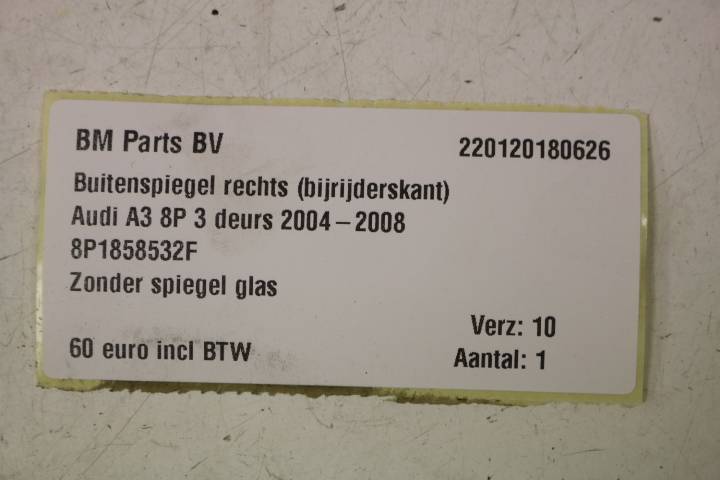 BM Parts BV 220120180626
Buitenspiegel rechts (bijrijderskant)
Audi A3 8P 3 deurs 2004 – 2008
8P1858532F
Zonder spiegel glas
Verz: 10
60 euro incl BTW Aantal: 1